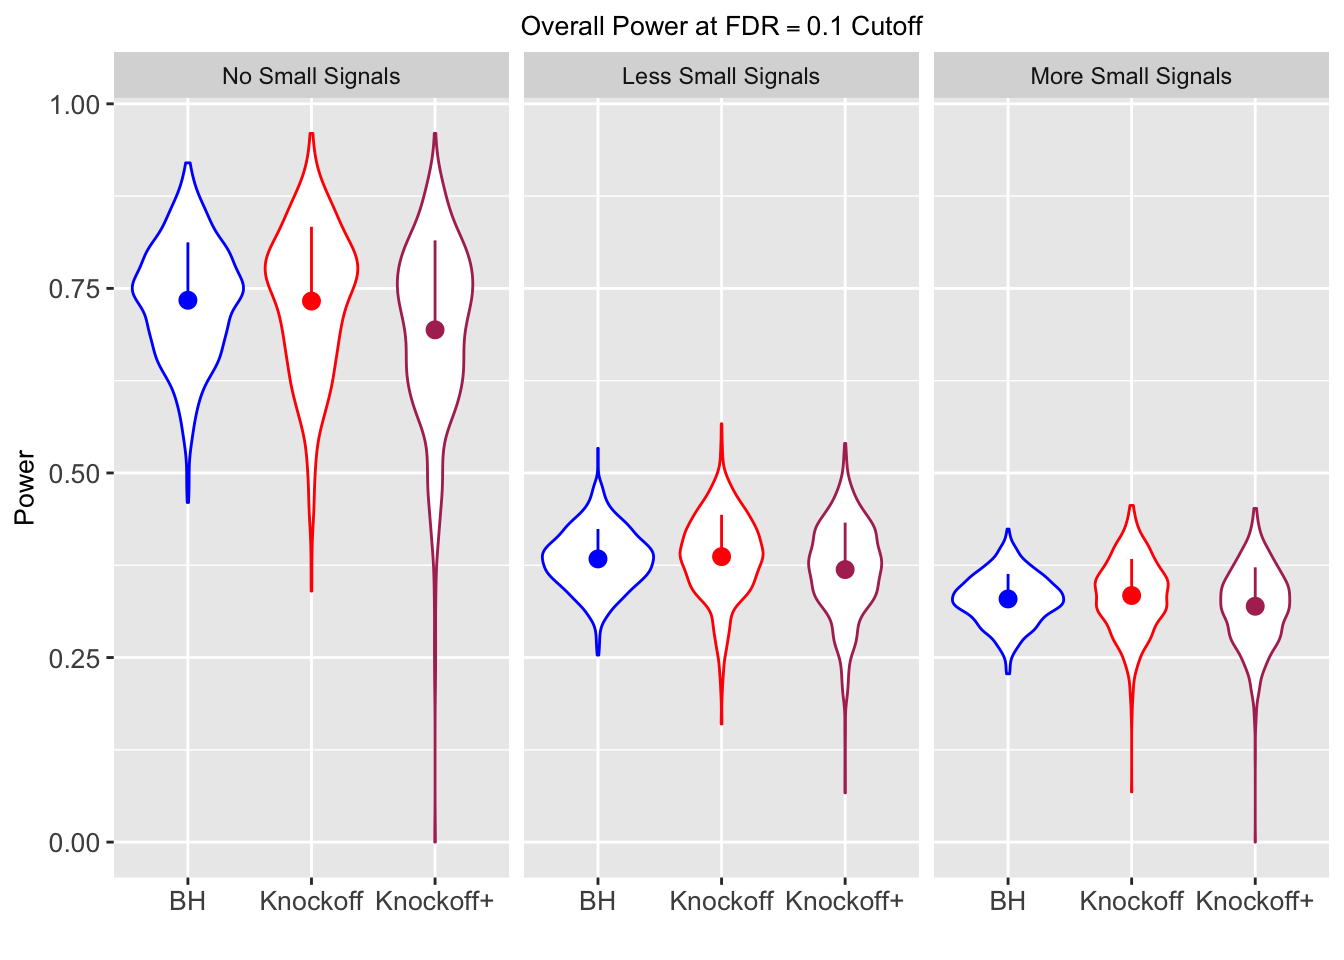 Overall Power at FDR = 0.1 Cutoff
No Small Signals
Less Small Signals
More Small Signals
Power
1.00
0.75
0.50
0.25
0.00
BH Knockoff Knockoff+
BH Knockoff Knockoff+
BH Knockoff Knockoff+